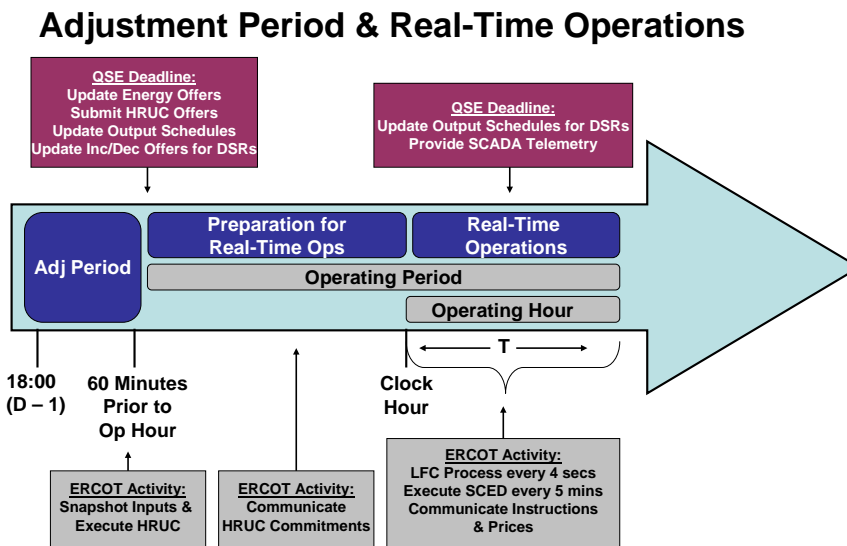 Adjustment Period & Real-Time Operations
QSE Deadline:
Update Energy Offers
Submit HRUC Offers
Update Output Schedules
Update Inc/Dec Offers for DSRs
QSE Deadline:
Update Output Schedules for DSRs
Provide SCADA Telemetry
Adj Period
Preparation for
Real-Time Ops
Real-Time
Operations
Operating Period
Operating Hour
T
18:00
(D – 1)
60 Minutes
Prior to
Op Hour
Clock
Hour
ERCOT Activity:
Snapshot Inputs &
Execute HRUC
ERCOT Activity:
Communicate
HRUC Commitments
ERCOT Activity:
LFC Process every 4 secs
Execute SCED every 5 mins
Communicate Instructions
& Prices